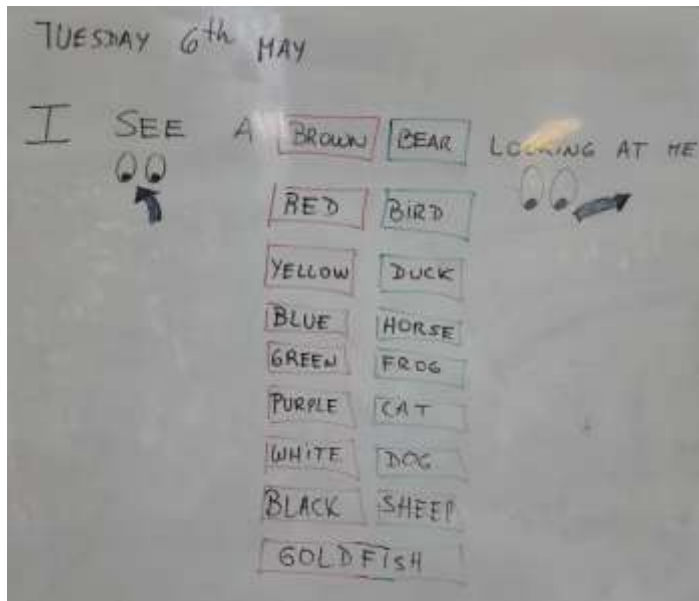 TUESDAY 6th MAY
I SEE A BROWN BEAR LOOKING AT ME
RED BIRD
YELLOW DUCK
BLUE HORSE
GREEN FROG
PURPLE CAT
WHITE DOG
BLACK SHEEP
GOLDFISH